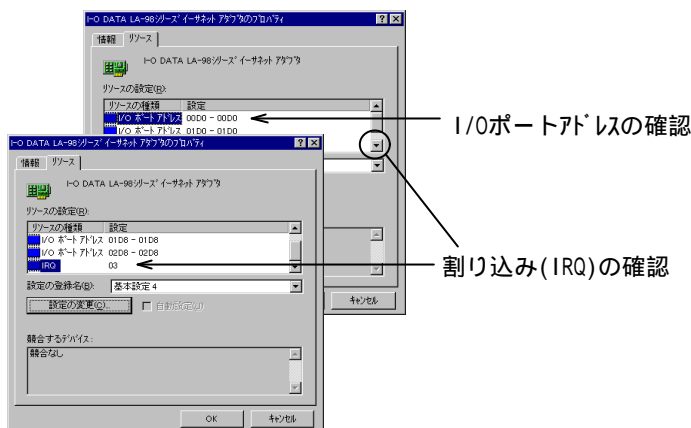 I-O DATA LA-98ｼﾘｰｽﾞ ｲｰｻﾈｯﾄ ｱﾀﾞﾌﾟﾀのﾌﾟﾛﾊﾟﾃｨ
情報 リソース
I-O DATA LA-98ｼﾘｰｽﾞ ｲｰｻﾈｯﾄ ｱﾀﾞﾌﾟﾀ
リソースの設定(R):
リソースの種類 設定
I/O ﾎﾟｰﾄ ｱﾄﾞﾚｽ 00D0 - 00D0
I/O ﾎﾟｰﾄ ｱﾄﾞﾚｽ 01D0 - 01D0
キャンセル
I/Oポートｱﾄﾞﾚｽの確認
割り込み(IRQ)の確認
I-O DATA LA-98ｼﾘｰｽﾞ ｲｰｻﾈｯﾄ ｱﾀﾞﾌﾟﾀのﾌﾟﾛﾊﾟﾃｨ
情報 リソース
I-O DATA LA-98ｼﾘｰｽﾞ ｲｰｻﾈｯﾄ ｱﾀﾞﾌﾟﾀ
リソースの設定(R):
リソースの種類 設定
I/O ﾎﾟｰﾄ ｱﾄﾞﾚｽ 01D8 - 01D8
I/O ﾎﾟｰﾄ ｱﾄﾞﾚｽ 02D8 - 02D8
IRQ 03
設定の登録名(B): 基本設定 4
設定の変更(C)... 自動設定(U)
競合するデバイス:
競合なし
OK キャンセル